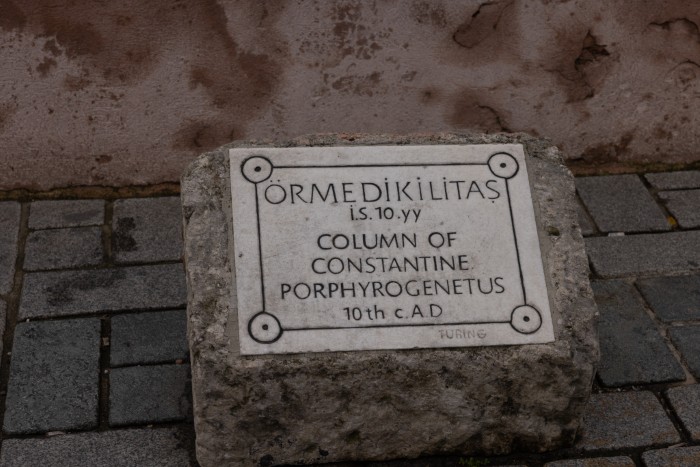 ÖRMEDİKİLİTAŞ
İ.S.10.yy
COLUMN OF
CONSTANTINE
PORPHYROGENETUS
10th c.A.D
TURING